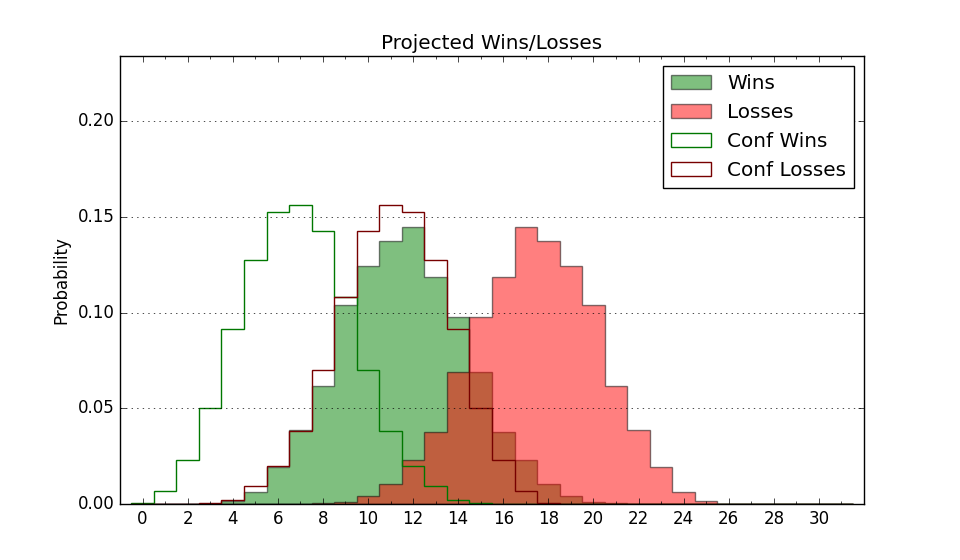 Projected Wins/Losses
Wins
Losses
Conf Wins
Conf Losses
Probability
0.20
0.15
0.10
0.05
0.00
0 2 4 6 8 10 12 14 16 18 20 22 24 26 28 30